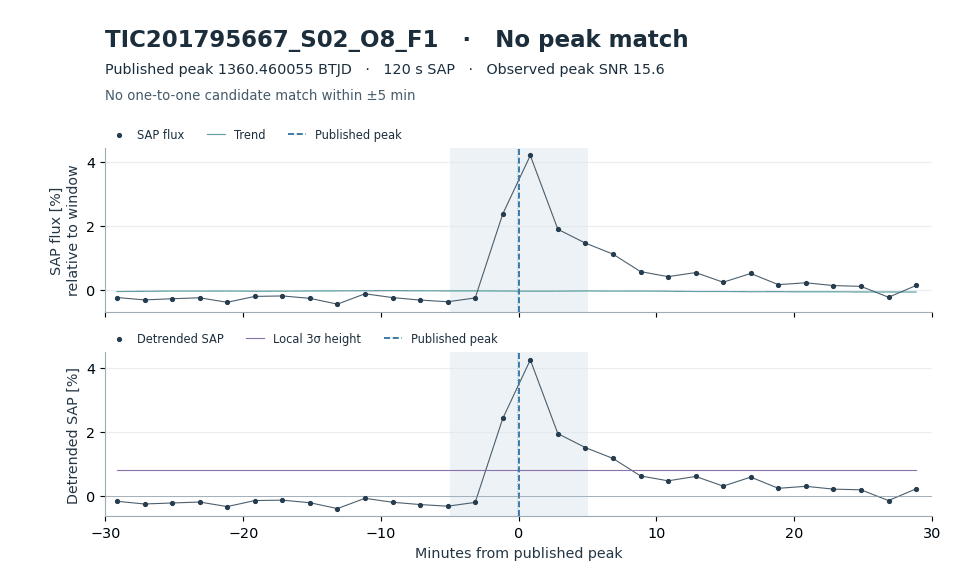 TIC201795667_S02_O8_F1 · No peak match
Published peak 1360.460055 BTJD · 120 s SAP · Observed peak SNR 15.6
No one-to-one candidate match within ±5 min
SAP flux Trend Published peak
SAP flux [%]
relative to window
4
2
0
Detrended SAP Local 3σ height Published peak
Detrended SAP [%]
4
2
0
−30 −20 −10 0 10 20 30
Minutes from published peak